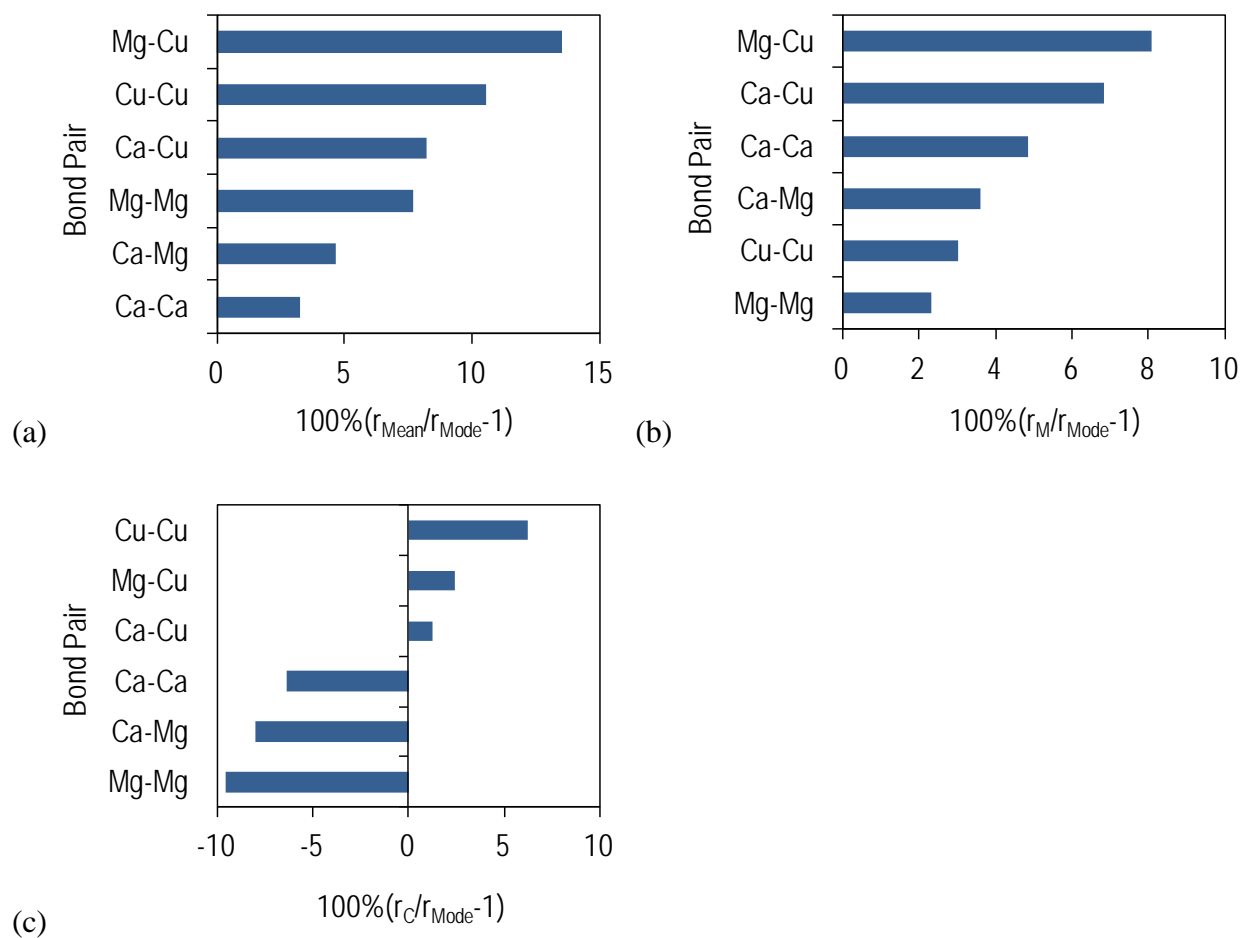 Bond Pair
Mg-Cu
Cu-Cu
Ca-Cu
Mg-Mg
Ca-Mg
Ca-Ca
0 5 10 15
100%(rMean/rMode-1)
(a)
Bond Pair
Mg-Cu
Ca-Cu
Ca-Ca
Ca-Mg
Cu-Cu
Mg-Mg
0 2 4 6 8 10
100%(rM/rMode-1)
(b)
Bond Pair
Cu-Cu
Mg-Cu
Ca-Cu
Ca-Ca
Ca-Mg
Mg-Mg
-10 -5 0 5 10
100%(rC/rMode-1)
(c)